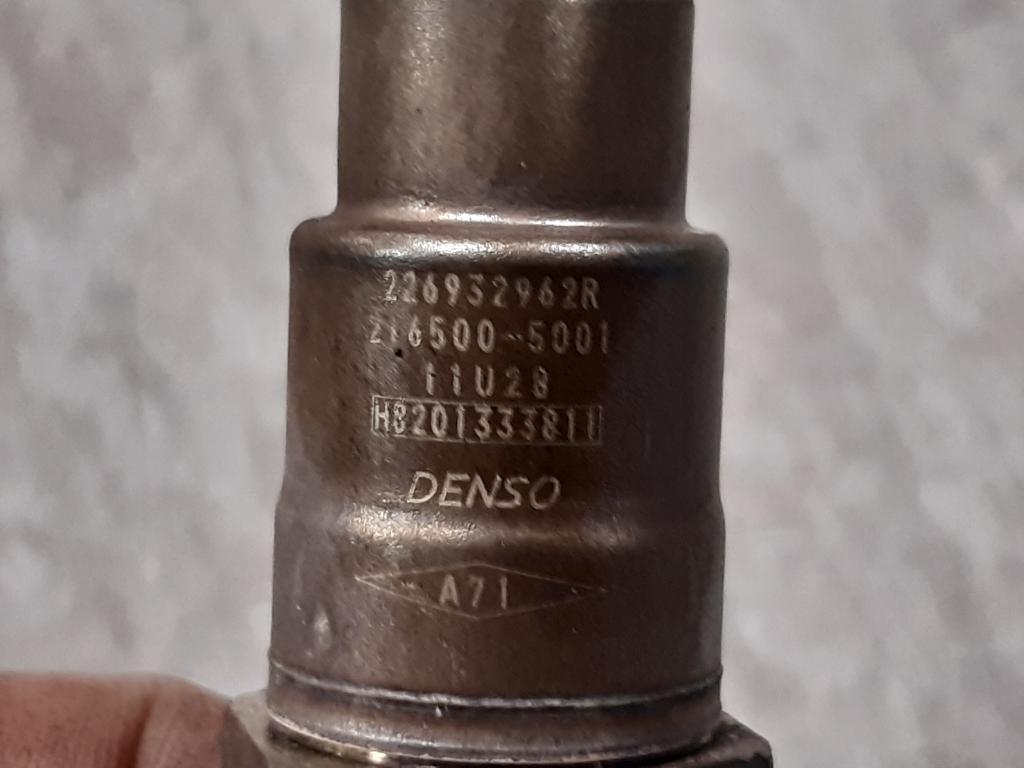 226932962R
216500-5001
11U28
H8201333811
DENSO
A71